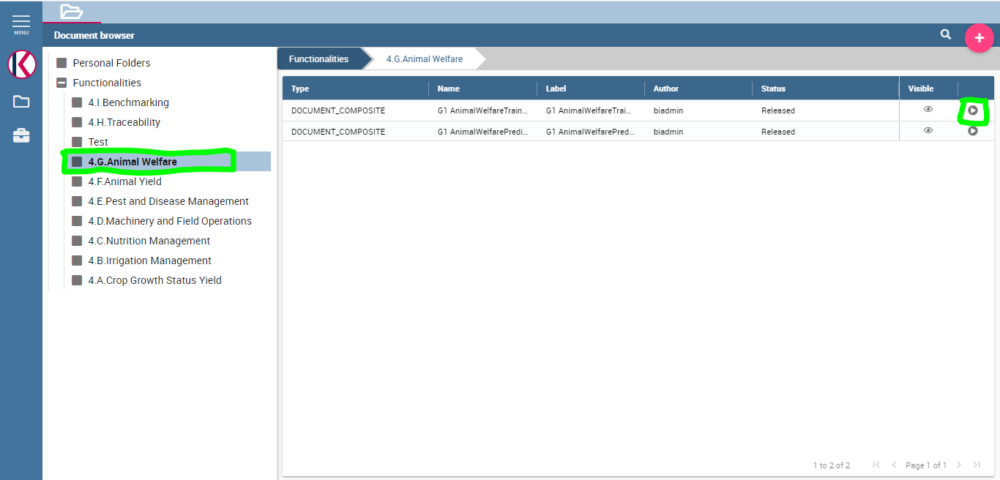 MENU
Document browser
Personal Folders
Functionalities
4.I.Benchmarking
4.H.Traceability
Test
4.G.Animal Welfare
4.F.Animal Yield
4.E.Pest and Disease Management
4.D.Machinery and Field Operations
4.C.Nutrition Management
4.B.Irrigation Management
4.A.Crop Growth Status Yield
Functionalities 4.G.Animal Welfare
Type Name Label Author Status Visible
DOCUMENT_COMPOSITE G1 AnimalWelfareTrain... G1 AnimalWelfareTrai... biadmin Released
DOCUMENT_COMPOSITE G1 AnimalWelfarePredi... G1 AnimalWelfarePred... biadmin Released
1 to 2 of 2 Page 1 of 1